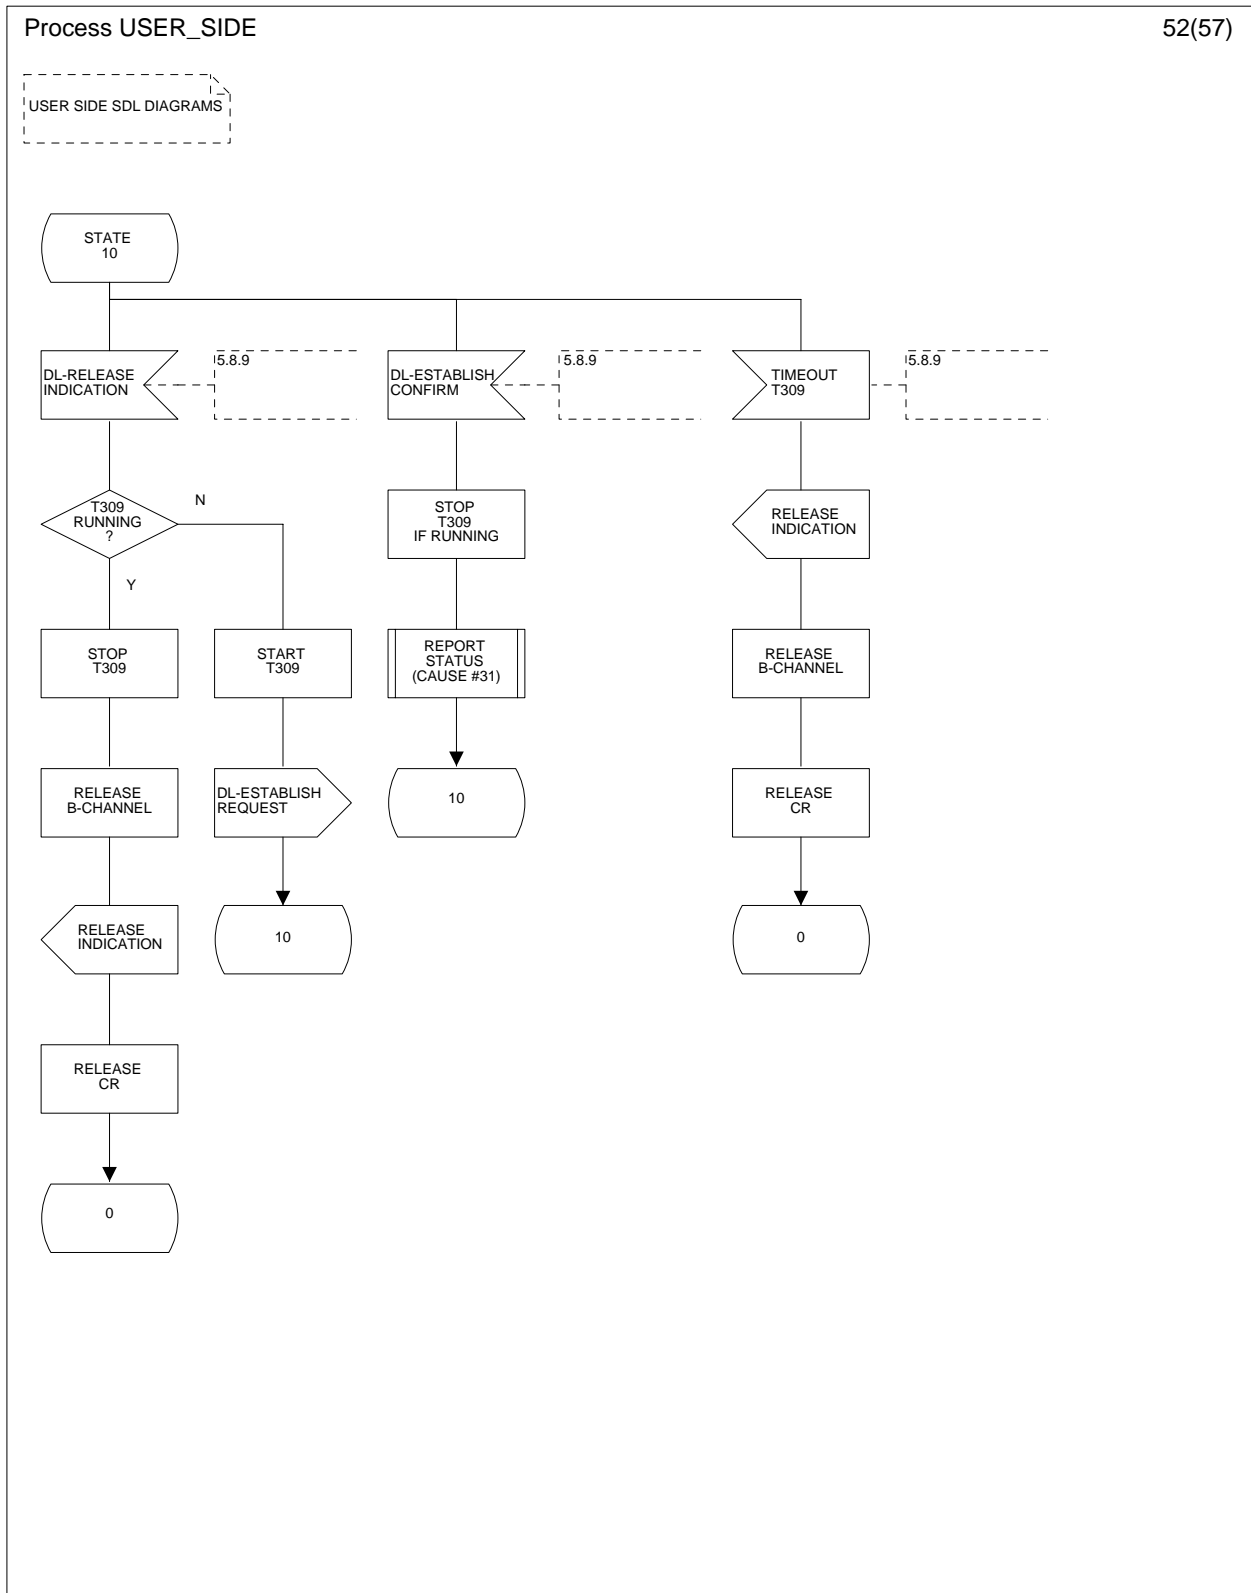 Process USER_SIDE
52(57)
USER SIDE SDL DIAGRAMS
STATE
10
DL-RELEASE
INDICATION
5.8.9
DL-ESTABLISH
CONFIRM
5.8.9
TIMEOUT
T309
5.8.9
T309
RUNNING
?
N
Y
STOP
T309
IF RUNNING
RELEASE
INDICATION
STOP
T309
START
T309
REPORT
STATUS
(CAUSE #31)
RELEASE
B-CHANNEL
RELEASE
B-CHANNEL
DL-ESTABLISH
REQUEST
10
RELEASE
CR
RELEASE
INDICATION
10
0
RELEASE
CR
0